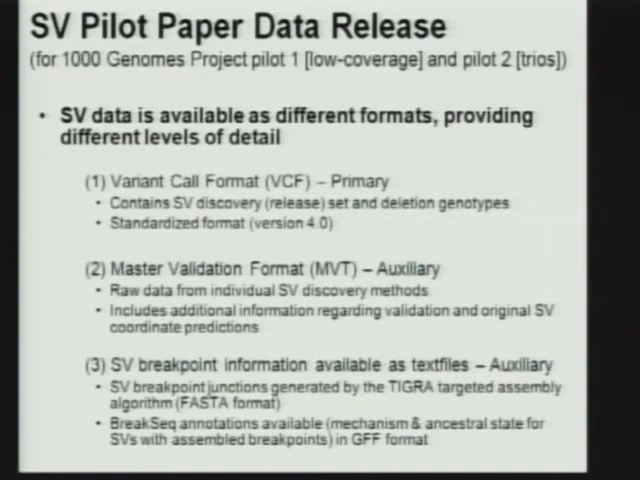 SV Pilot Paper Data Release
(for 1000 Genomes Project pilot 1 [low-coverage] and pilot 2 [trios])
• SV data is available as different formats, providing
different levels of detail
(1) Variant Call Format (VCF) – Primary
• Contains SV discovery (release) set and deletion genotypes
• Standardized format (version 4.0)
(2) Master Validation Format (MVT) – Auxiliary
• Raw data from individual SV discovery methods
• Includes additional information regarding validation and original SV
coordinate predictions
(3) SV breakpoint information available as textfiles – Auxiliary
• SV breakpoint junctions generated by the TIGRA targeted assembly
algorithm (FASTA format)
• BreakSeq annotations available (mechanism & ancestral state for
SVs with assembled breakpoints) in GFF format